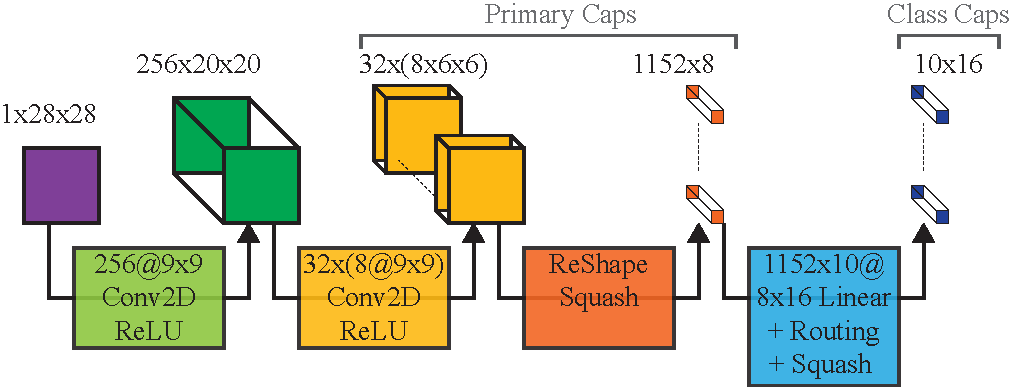 Primary Caps
Class Caps
256x20x20
32x(8x6x6)
1152x8
10x16
1x28x28
256@9x9
Conv2D
ReLU
32x(8@9x9)
Conv2D
ReLU
ReShape
Squash
1152x10@
8x16 Linear
+ Routing
+ Squash